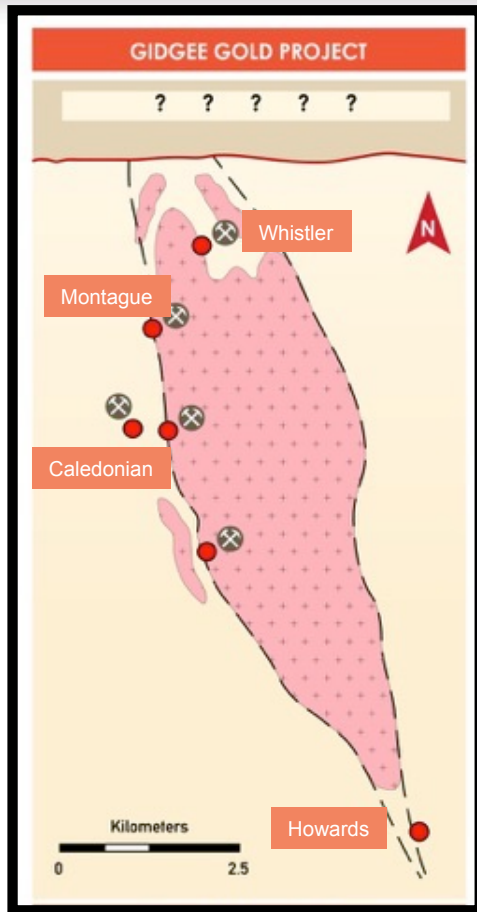 GIDGEE GOLD PROJECT
? ? ? ? ?
Whistler
N
Montague
Caledonian
Howards
Kilometers
0 2.5